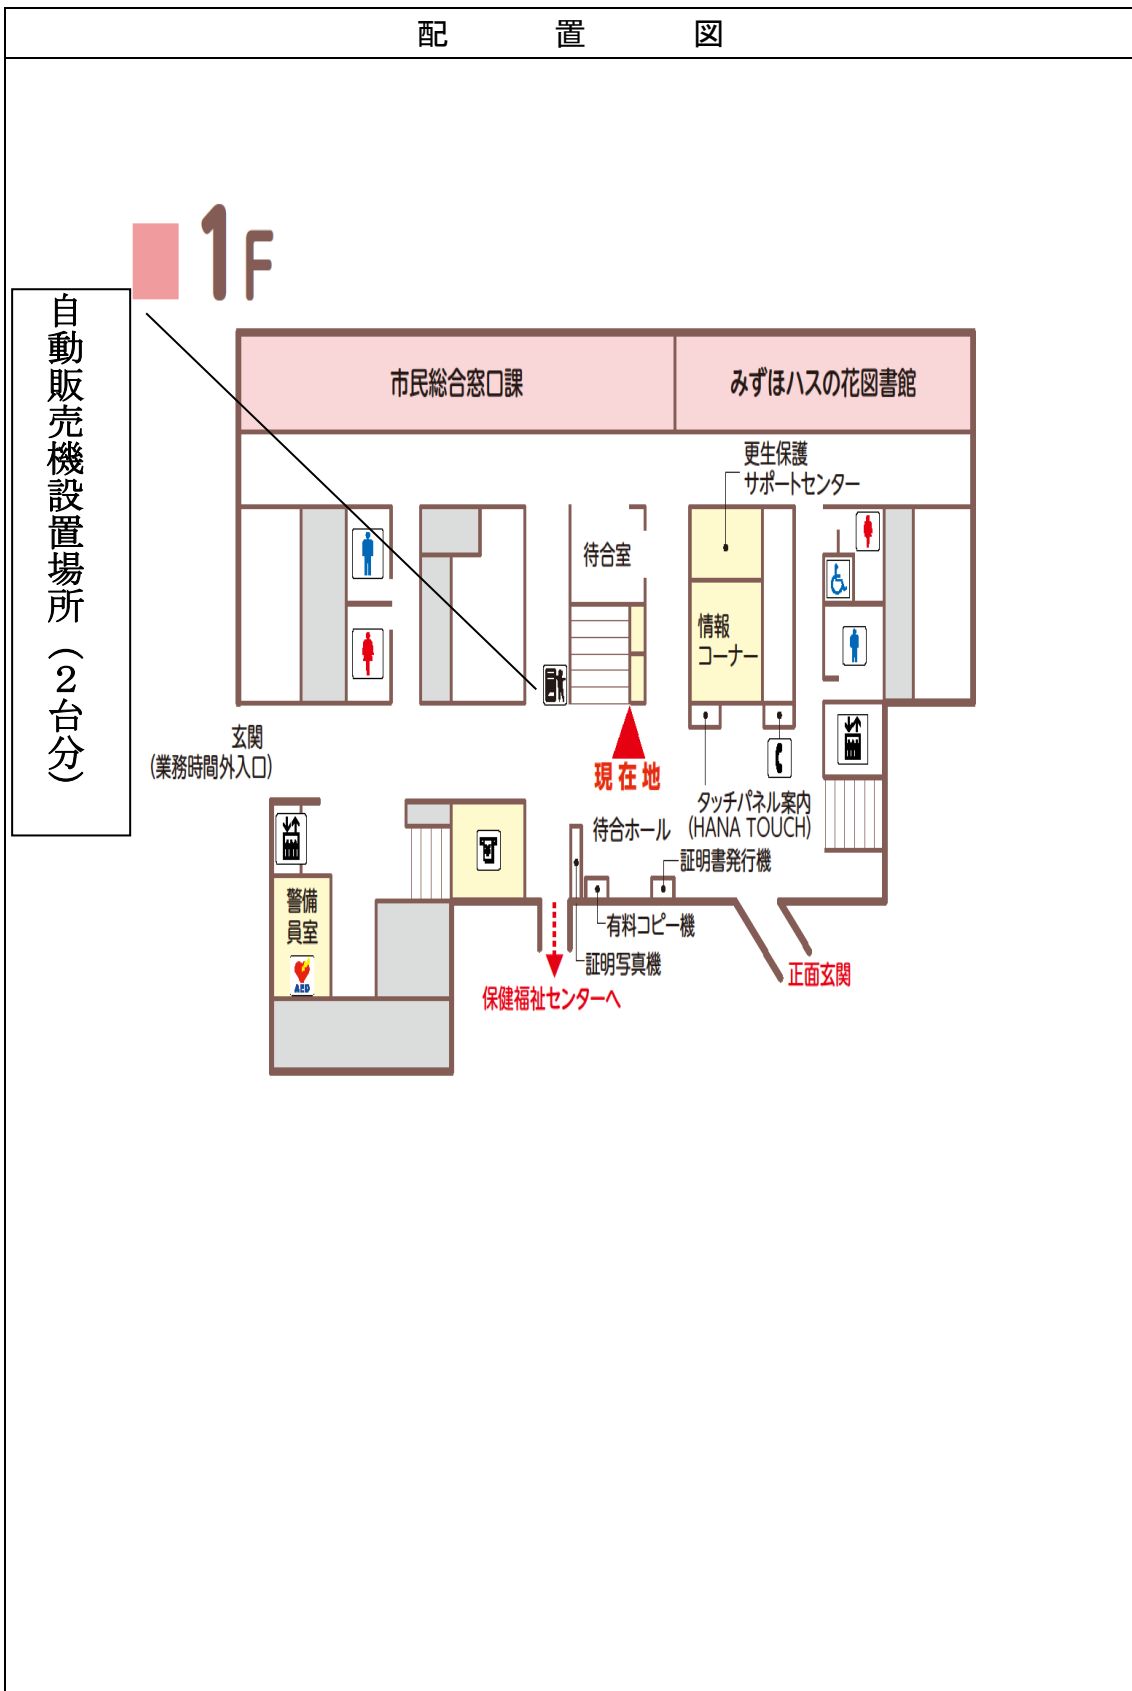 配置図
1F
自動販売機設置場所（２台分）
市民総合窓口課
みずほハスの花図書館
更生保護
サポートセンター
待合室
情報
コーナー
玄関
(業務時間外入口)
現在地
タッチパネル案内
(HANA TOUCH)
待合ホール
証明書発行機
警備
員室
AED
有料コピー機
証明写真機
正面玄関
保健福祉センターへ